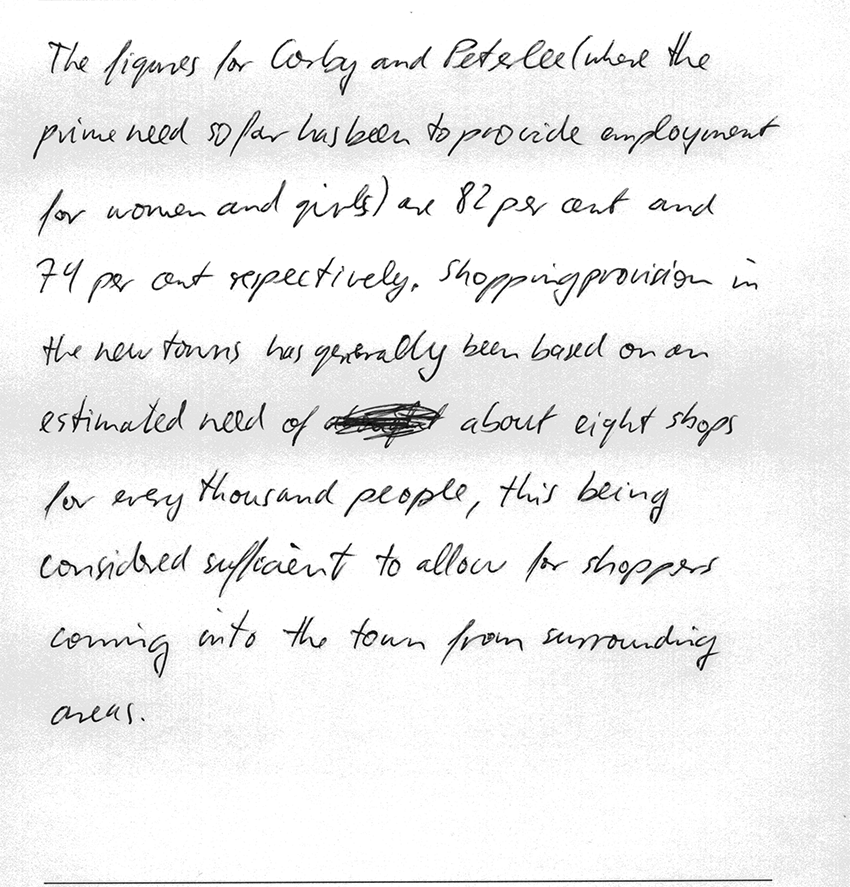 The figures for Corby and Peterlee (where the
prime need so far has been to provide employment
for women and girls) are 82 per cent and
74 per cent respectively. Shopping provision in
the new towns has generally been based on an
estimated need of about eight shops
for every thousand people, this being
considered sufficient to allow for shoppers
coming into the town from surrounding
areas.